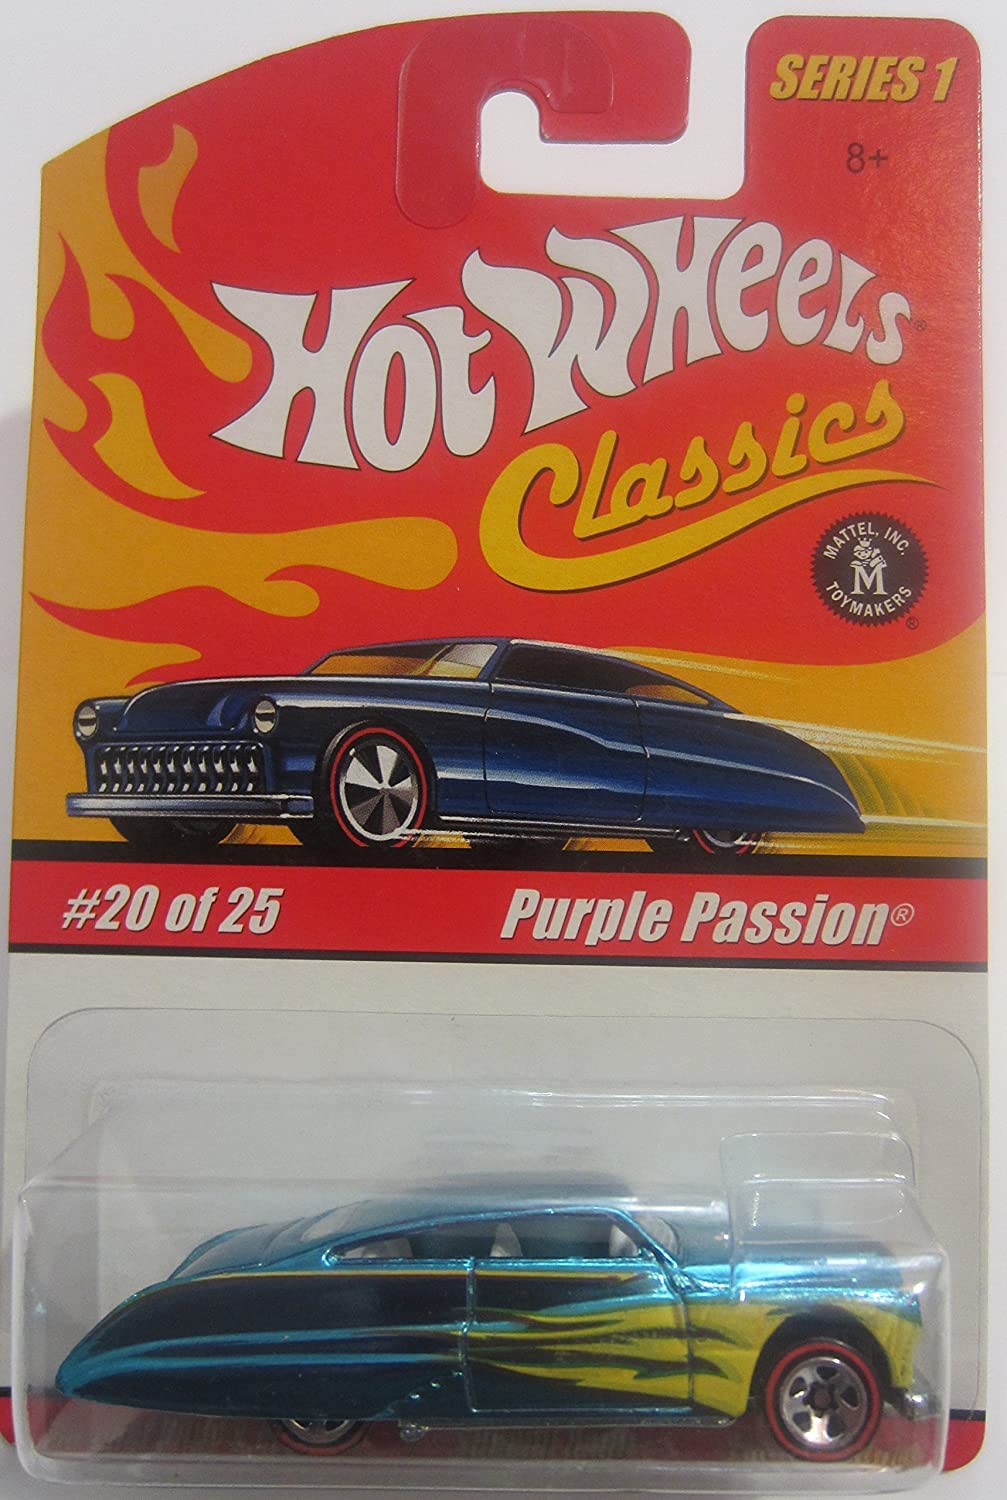 SERIES 1
8+
HOT WHEELS®
Classics
MATTEL, INC.
M
TOYMAKERS®
#20 of 25
Purple Passion®